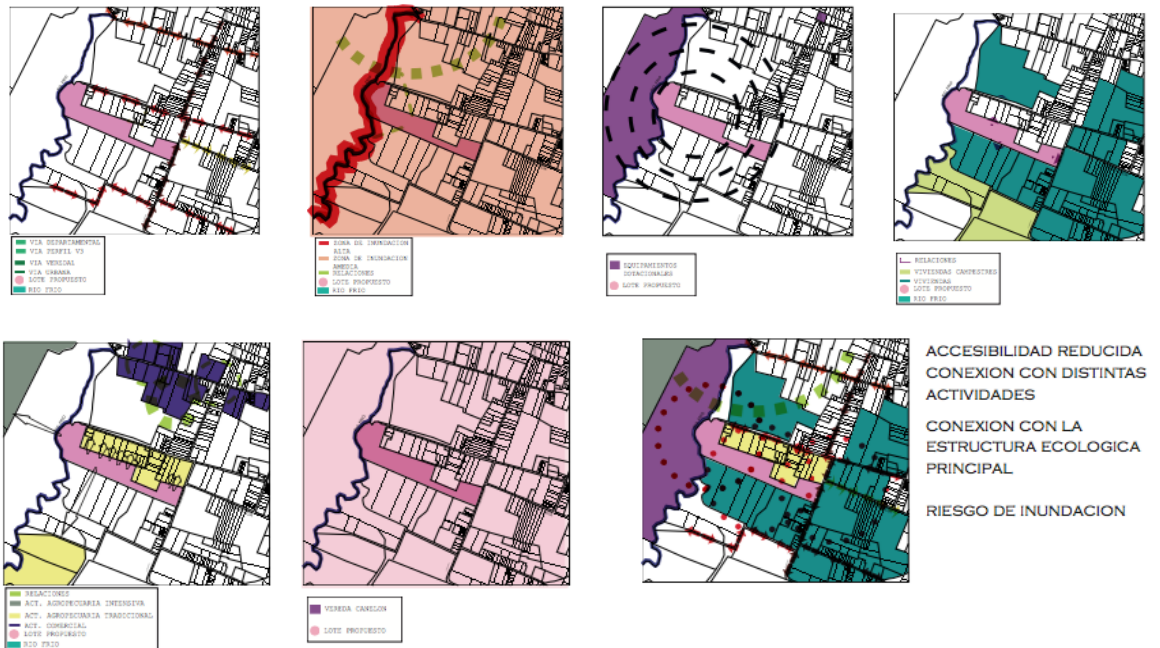 VIA DEPARTAMENTAL
VIA PERFIL V3
VIA VEREDAL
VIA URBANA
LOTE PROPUESTO
RIO FRIO
ZONA DE INUNDACION
ALTA
ZONA DE INUNDACION
AMEDIA
RELACIONES
LOTE PROPUESTO
RIO FRIO
EQUIPAMIENTOS
DOTACIONALES
LOTE PROPUESTO
RELACIONES
VIVIENDAS CAMPESTRES
VIVIENDAS
LOTE PROPUESTO
RIO FRIO
RELACIONES
ACT. AGROPECUARIA INTENSIVA
ACT. AGROPECUARIA TRADICIONAL
ACT. COMERCIAL
LOTE PROPUESTO
RIO FRIO
VEREDA CANELON
LOTE PROPUESTO
ACCESIBILIDAD REDUCIDA
CONEXION CON DISTINTAS
ACTIVIDADES
CONEXION CON LA
ESTRUCTURA ECOLOGICA
PRINCIPAL
RIESGO DE INUNDACION